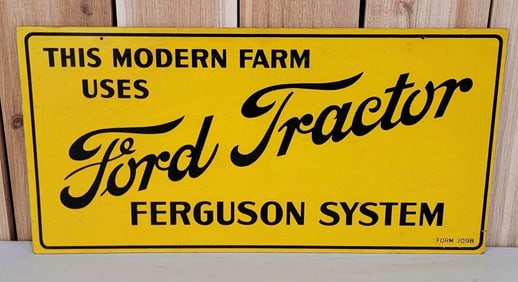 THIS MODERN FARM
USES
Ford Tractor
FERGUSON SYSTEM
FORM 3098